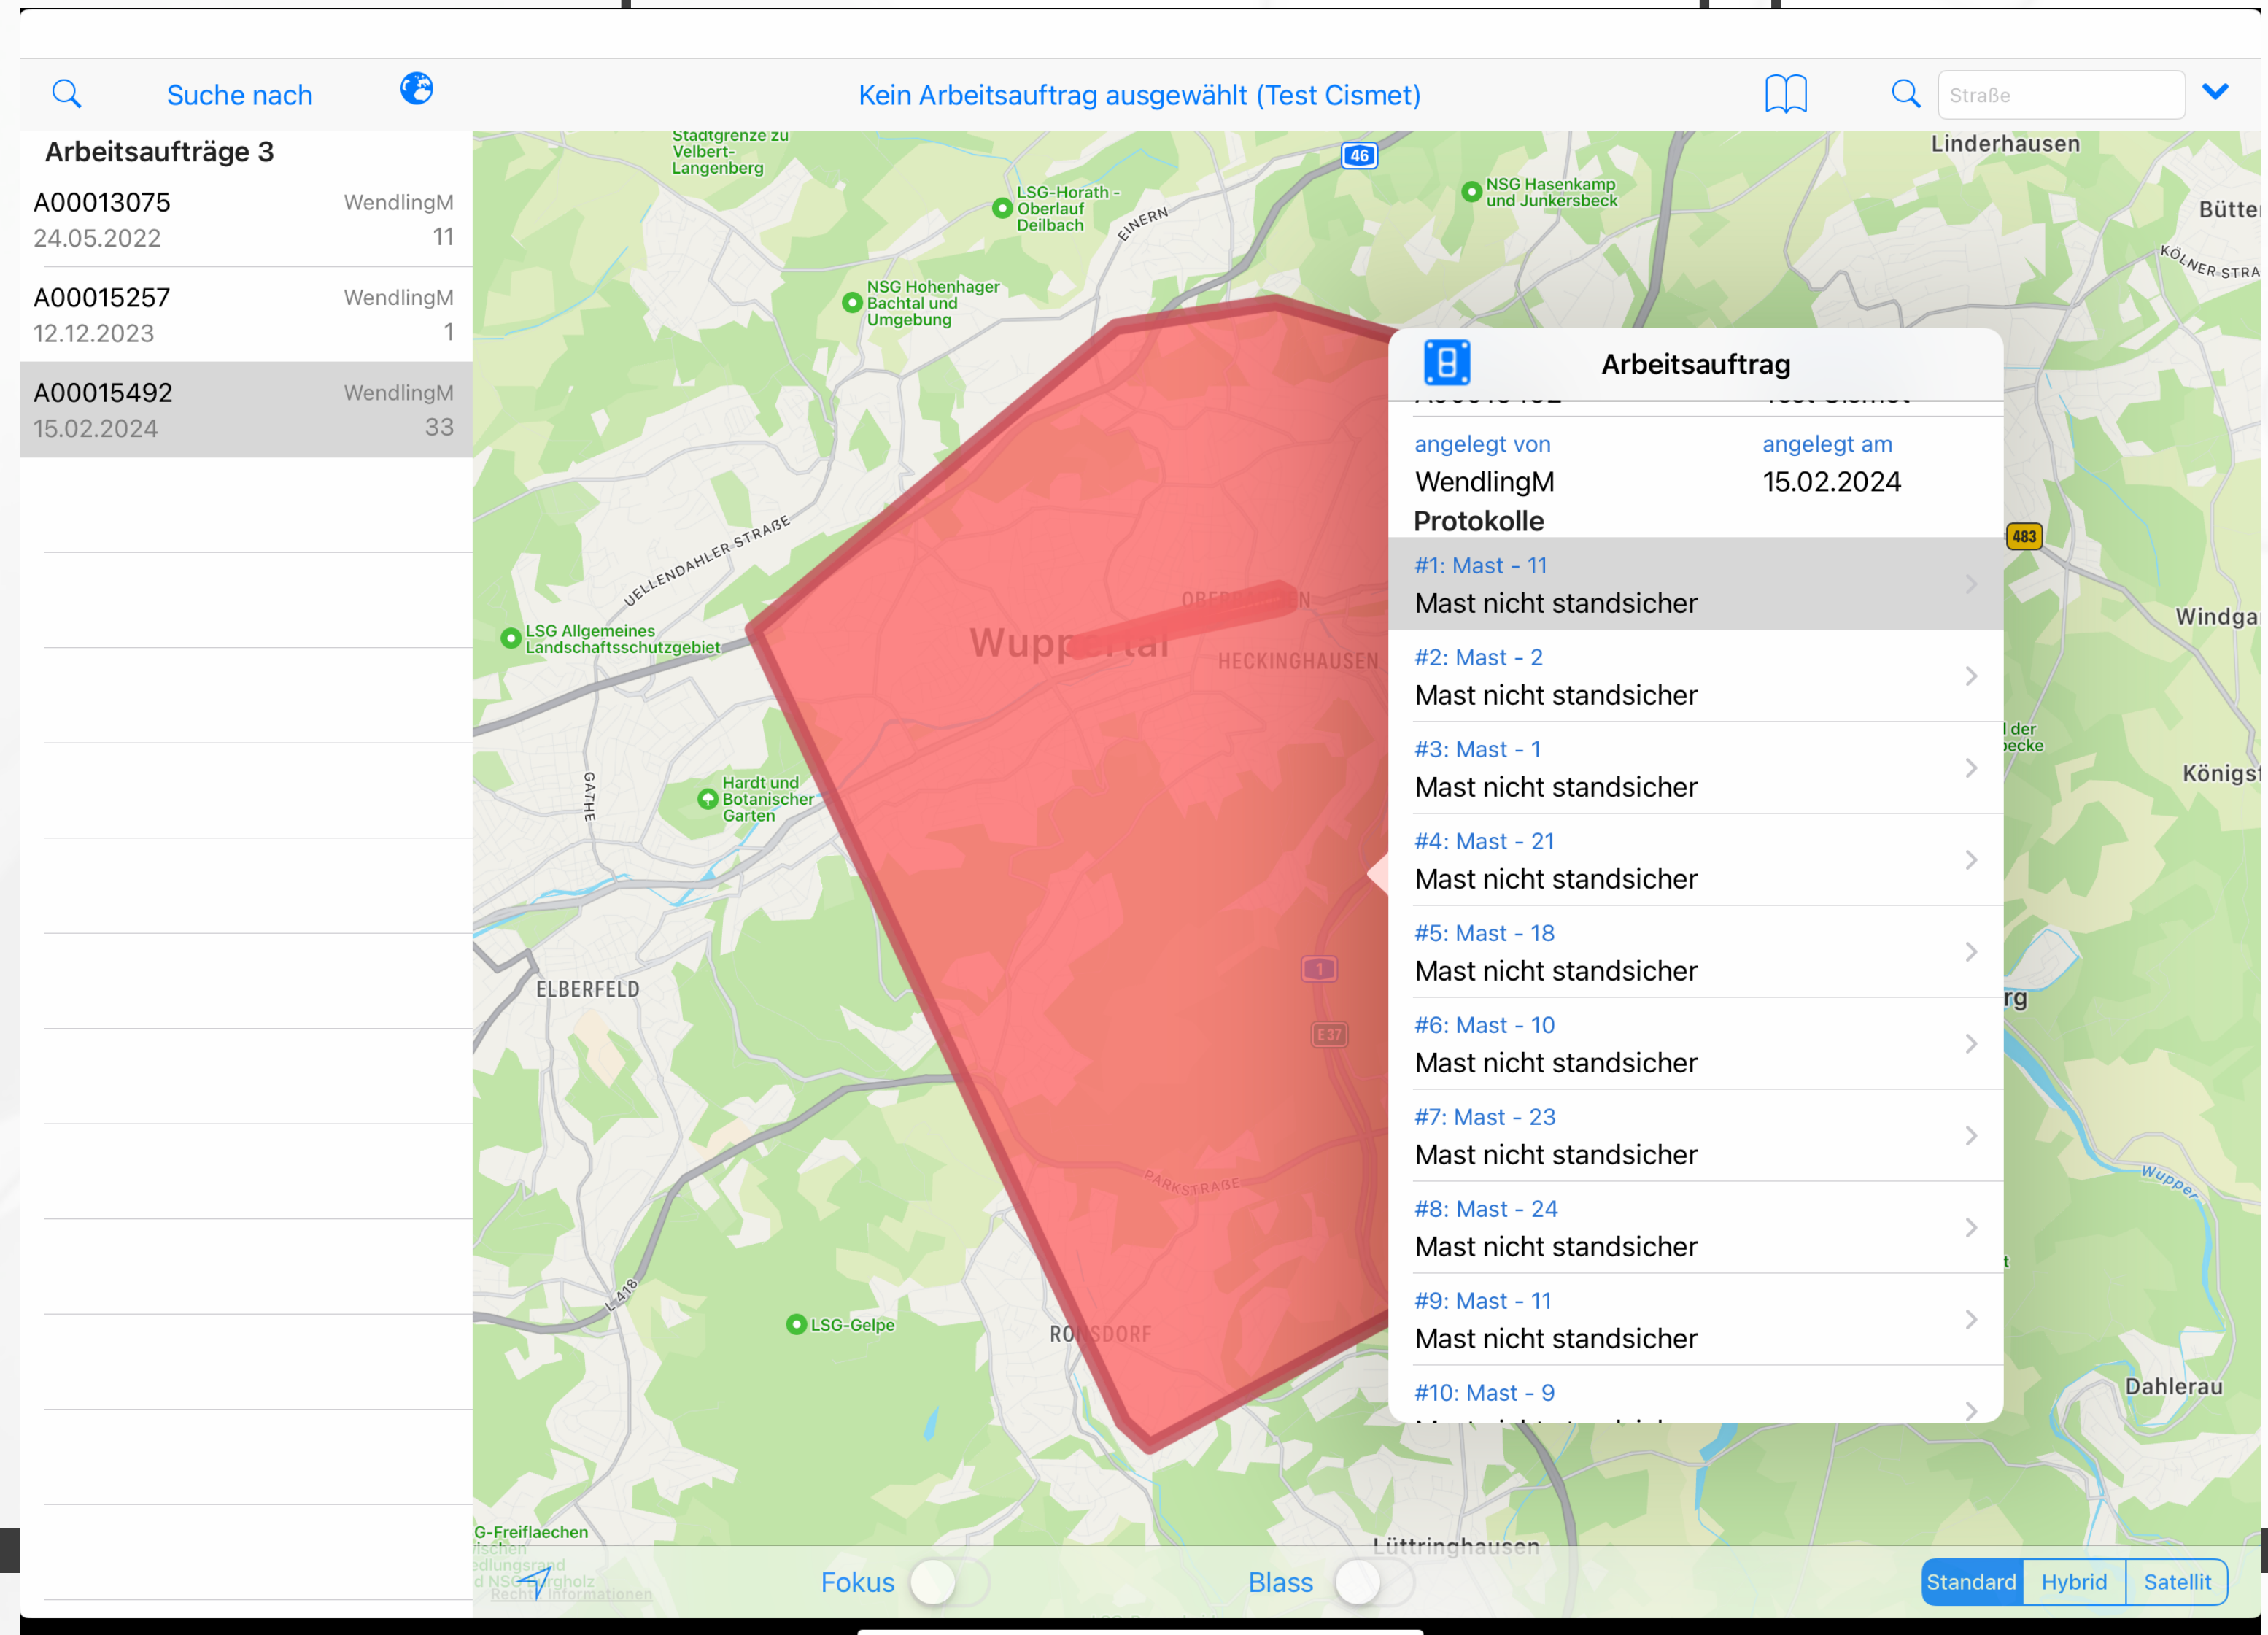 Suche nach
Kein Arbeitsauftrag ausgewählt (Test Cismet)
Straße
Arbeitsaufträge 3
A00013075 WendlingM
24.05.2022 11
A00015257 WendlingM
12.12.2023 1
A00015492 WendlingM
15.02.2024 33
Stadtgrenze zu
Velbert-
Langenberg
46
Linderhausen
LSG-Horath -
Oberlauf
Deilbach
EINERN
NSG Hasenkamp
und Junkersbeck
Bütte
KÖLNER STRA
NSG Hohenhager
Bachtal und
Umgebung
UELLENDAHLER STRAßE
LSG Allgemeines
Landschaftsschutzgebiet
Wuppertal
HECKINGHAUSEN
GATHE
Hardt und
Botanischer
Garten
ELBERFELD
1
E37
PARKSTRAßE
L 418
LSG-Gelpe
RONSDORF
Arbeitsauftrag
angelegt von angelegt am
WendlingM 15.02.2024
Protokolle
#1: Mast - 11
Mast nicht standsicher
#2: Mast - 2
Mast nicht standsicher
#3: Mast - 1
Mast nicht standsicher
#4: Mast - 21
Mast nicht standsicher
#5: Mast - 18
Mast nicht standsicher
#6: Mast - 10
Mast nicht standsicher
#7: Mast - 23
Mast nicht standsicher
#8: Mast - 24
Mast nicht standsicher
#9: Mast - 11
Mast nicht standsicher
#10: Mast - 9
483
Windga
der
ecke
Königsf
rg
Wupper
Dahlerau
G-Freiflaechen
Lüttringhausen
Fokus
Blass
Standard Hybrid Satellit